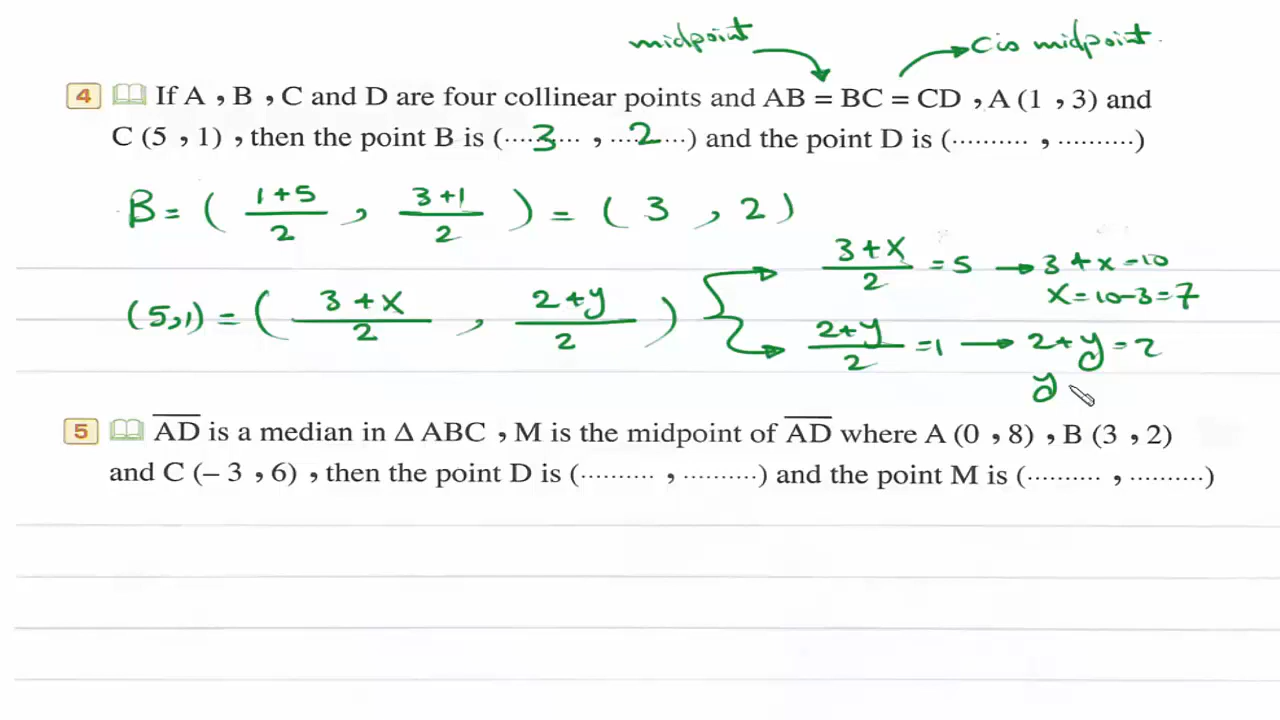 midpoint
C is midpoint.
4 If A , B , C and D are four collinear points and AB = BC = CD , A (1 , 3) and
C (5 , 1) , then the point B is (....3.... , ....2....) and the point D is (.......... , ..........)
B = ( 1+5/2 , 3+1/2 ) = ( 3 , 2 )
3+x/2 = 5 → 3+x=10
x=10-3=7
(5,1) = ( 3+x/2 , 2+y/2 )
2+y/2 =1 → 2+y=2
y
5 AD is a median in Δ ABC , M is the midpoint of AD where A (0 , 8) , B (3 , 2)
and C (– 3 , 6) , then the point D is (.......... , ..........) and the point M is (.......... , ..........)